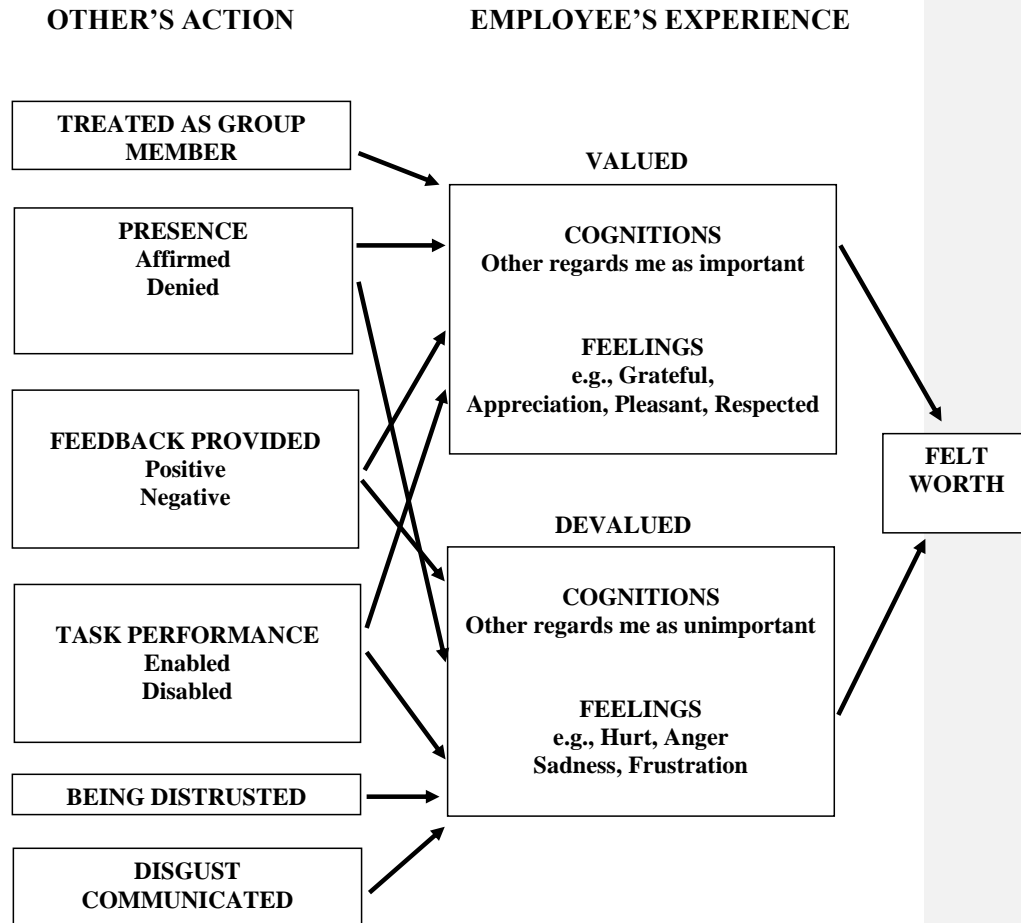 OTHER'S ACTION
EMPLOYEE'S EXPERIENCE
TREATED AS GROUP
MEMBER
PRESENCE
Affirmed
Denied
FEEDBACK PROVIDED
Positive
Negative
TASK PERFORMANCE
Enabled
Disabled
BEING DISTRUSTED
DISGUST
COMMUNICATED
VALUED
COGNITIONS
Other regards me as important
FEELINGS
e.g., Grateful,
Appreciation, Pleasant, Respected
DEVALUED
COGNITIONS
Other regards me as unimportant
FEELINGS
e.g., Hurt, Anger
Sadness, Frustration
FELT
WORTH